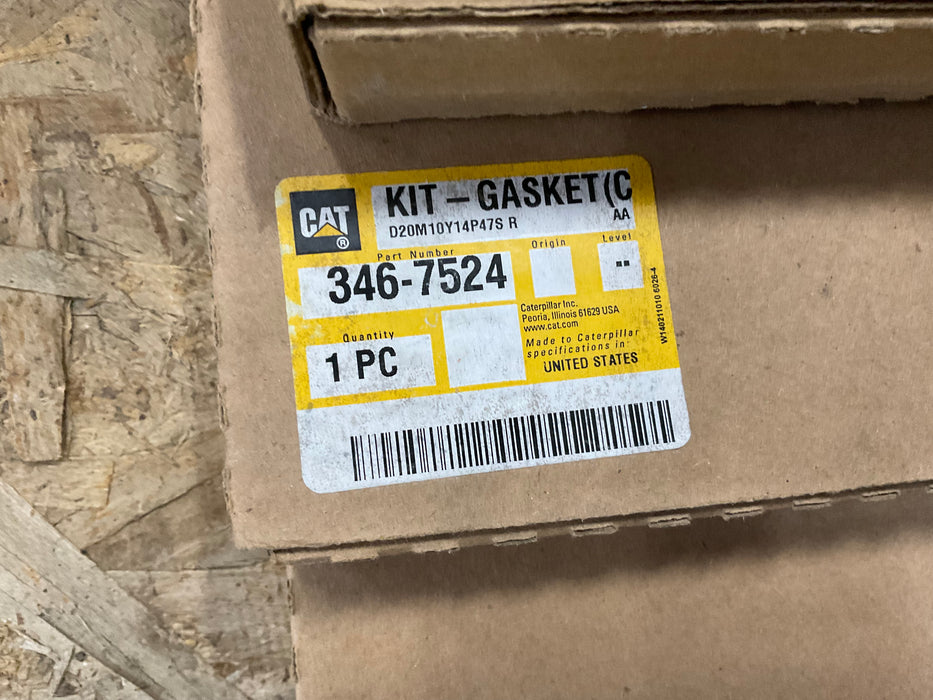 CAT
®
KIT - GASKET(C
D20M10Y14P47S R
AA
Part Number
346-7524
Origin
Level
--
Quantity
1 PC
Caterpillar Inc.
Peoria, Illinois 61629 USA
www.cat.com
Made to Caterpillar
specifications in:
UNITED STATES
W140211010 6026-4